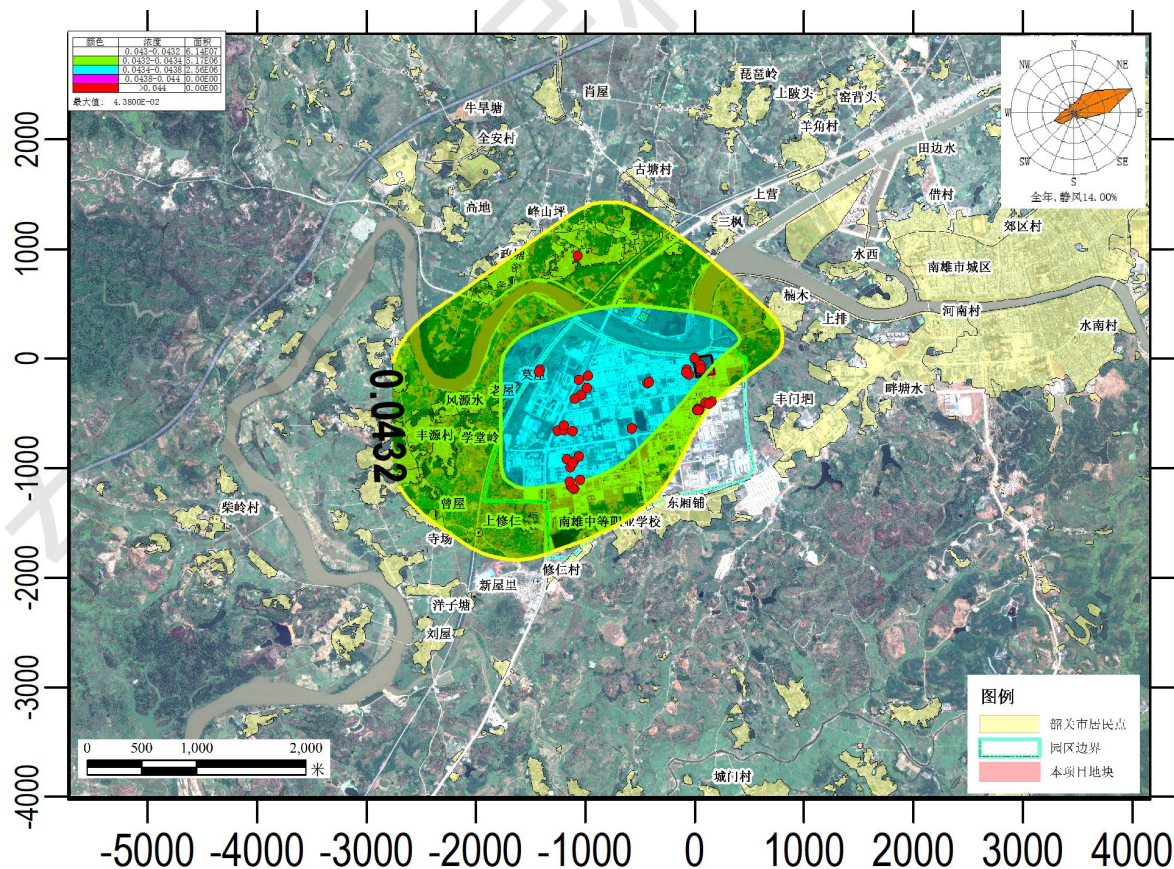 颜色 浓度 面积
0.043-0.0432 6.14E07
0.0432-0.0434 5.17E06
0.0434-0.0438 2.56E06
0.0438-0.044 0.00E00
>0.044 0.00E00
最大值: 4.3800E-02
N
NW NE
W E
SW SE
S
全年,静风14.00%
肖屋
琵琶岭
上陂头
窑背头
牛旱塘
全安村
羊角村
田边水
古塘村
上营
借村
高地
峰山坪
三枫
郊区村
水西
南雄市城区
楠木
河南村
上排
水南村
莫屋
老屋
畔塘水
风源水
丰门坦
丰源村
学堂岭
曾屋
东厢铺
柴岭村
上修仁
南雄中等职业学校
寺场
修仁村
新屋里
洋子塘
刘屋
城门村
0.0432
图例
韶关市居民点
园区边界
本项目地块
0 500 1,000 2,000
米
2000
1000
0
-1000
-2000
-3000
-4000
-5000 -4000 -3000 -2000 -1000 0 1000 2000 3000 4000